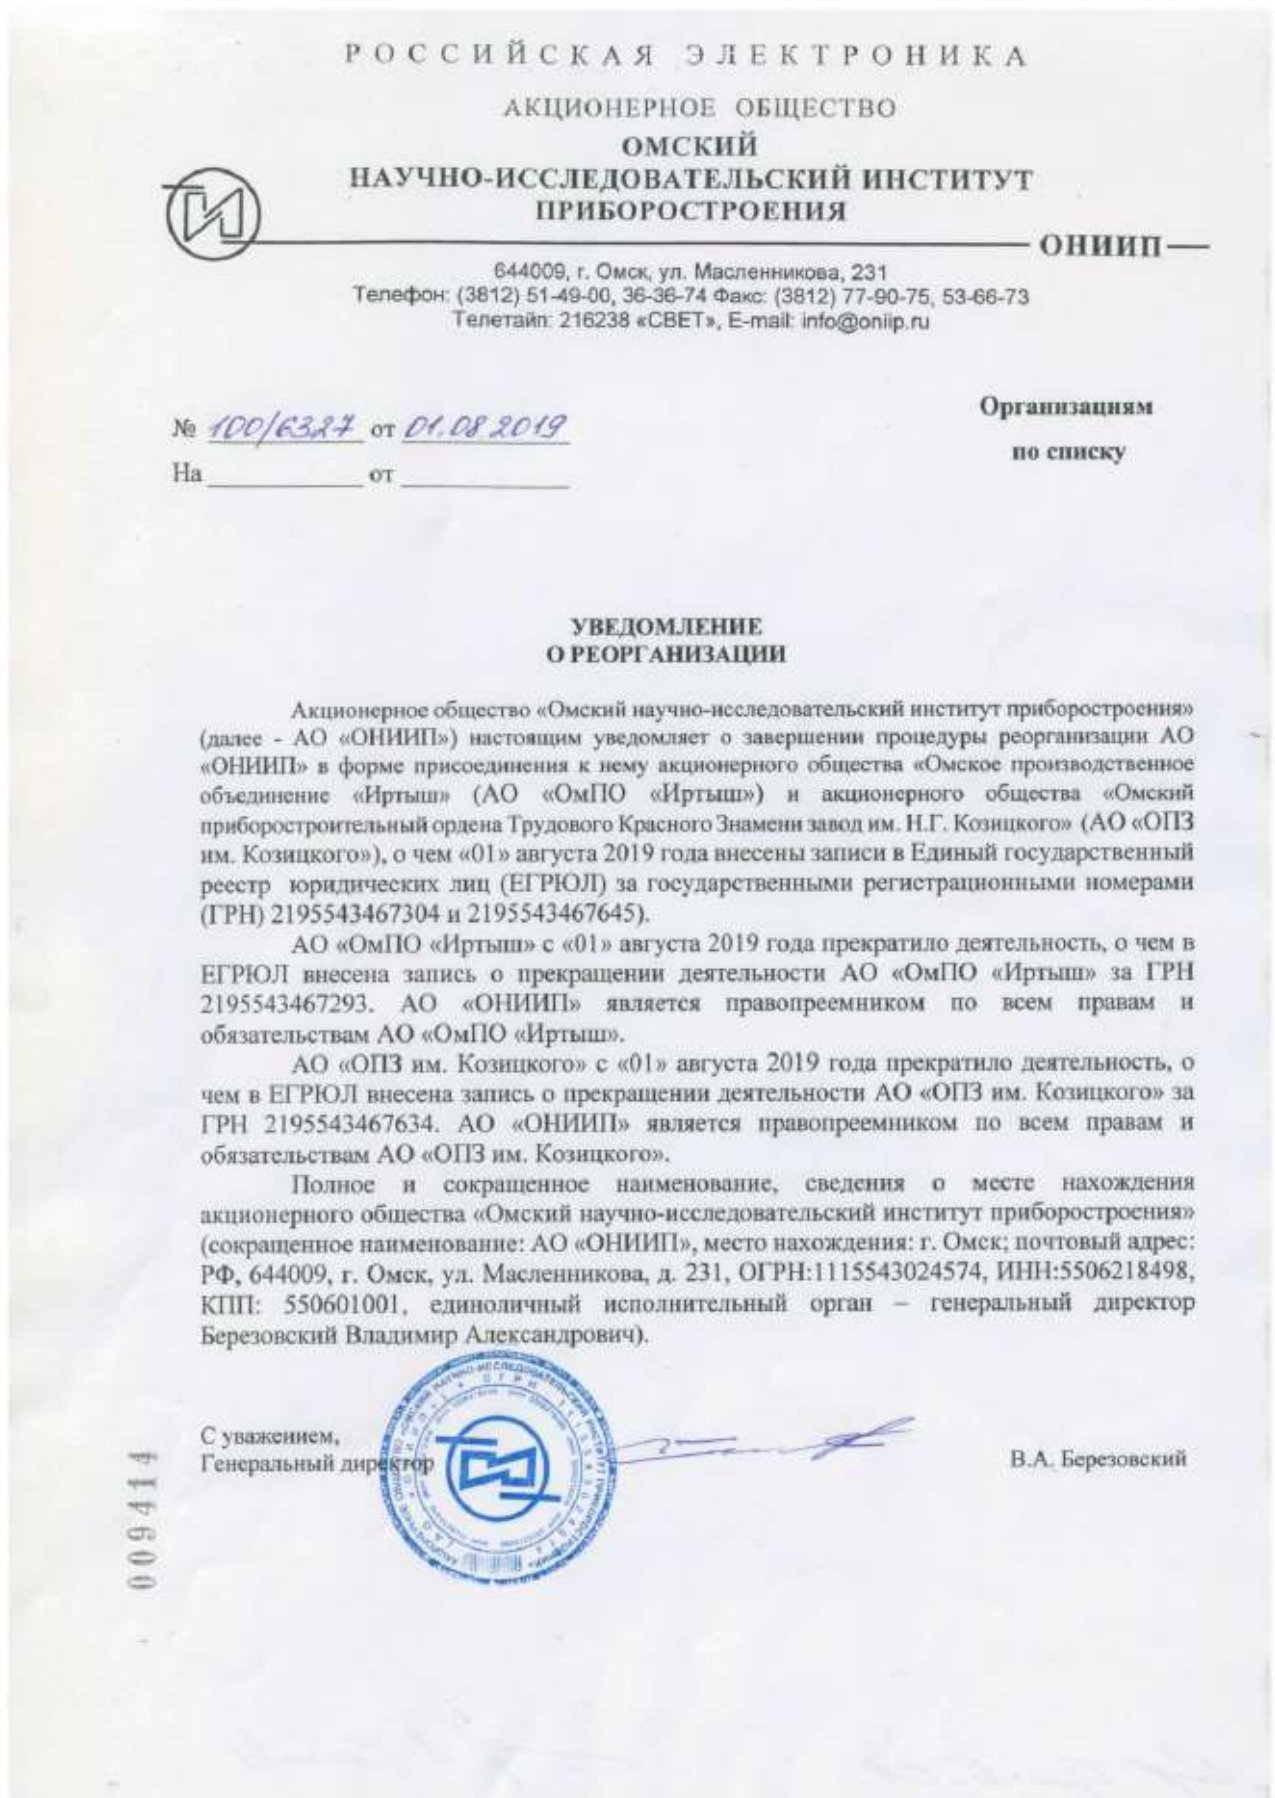 РОССИЙСКАЯ ЭЛЕКТРОНИКА
АКЦИОНЕРНОЕ ОБЩЕСТВО
ОМСКИЙ
НАУЧНО-ИССЛЕДОВАТЕЛЬСКИЙ ИНСТИТУТ
ПРИБОРОСТРОЕНИЯ
ОНИИП
644009, г. Омск, ул. Масленникова, 231
Телефон: (3812) 51-49-00, 36-36-74 Факс: (3812) 77-90-75, 53-66-73
Телетайп: 216238 «СВЕТ», E-mail: info@oniip.ru
№ 100/6327 от 01.08 2019
На от
Организациям
по списку
УВЕДОМЛЕНИЕ
О РЕОРГАНИЗАЦИИ
Акционерное общество «Омский научно-исследовательский институт приборостроения»
(далее - АО «ОНИИП») настоящим уведомляет о завершении процедуры реорганизации АО
«ОНИИП» в форме присоединения к нему акционерного общества «Омское производственное
объединение «Иртыш» (АО «ОмПО «Иртыш») и акционерного общества «Омский
приборостроительный ордена Трудового Красного Знамени завод им. Н.Г. Козицкого» (АО «ОПЗ
им. Козицкого»), о чем «01» августа 2019 года внесены записи в Единый государственный
реестр юридических лиц (ЕГРЮЛ) за государственными регистрационными номерами
(ГРН) 2195543467304 и 2195543467645).
АО «ОмПО «Иртыш» с «01» августа 2019 года прекратило деятельность, о чем в
ЕГРЮЛ внесена запись о прекращении деятельности АО «ОмПО «Иртыш» за ГРН
2195543467293. АО «ОНИИП» является правопреемником по всем правам и
обязательствам АО «ОмПО «Иртыш».
АО «ОПЗ им. Козицкого» с «01» августа 2019 года прекратило деятельность, о
чем в ЕГРЮЛ внесена запись о прекращении деятельности АО «ОПЗ им. Козицкого» за
ГРН 2195543467634. АО «ОНИИП» является правопреемником по всем правам и
обязательствам АО «ОПЗ им. Козицкого».
Полное и сокращенное наименование, сведения о месте нахождения
акционерного общества «Омский научно-исследовательский институт приборостроения»
(сокращенное наименование: АО «ОНИИП», место нахождения: г. Омск; почтовый адрес:
РФ, 644009, г. Омск, ул. Масленникова, д. 231, ОГРН:1115543024574, ИНН:5506218498,
КПП: 550601001, единоличный исполнительный орган – генеральный директор
Березовский Владимир Александрович).
С уважением,
Генеральный директор
В.А. Березовский
009414